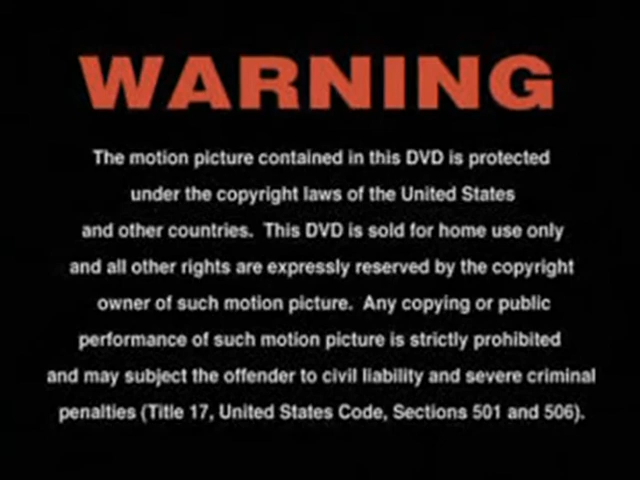 WARNING
The motion picture contained in this DVD is protected
under the copyright laws of the United States
and other countries.  This DVD is sold for home use only
and all other rights are expressly reserved by the copyright
owner of such motion picture.  Any copying or public
performance of such motion picture is strictly prohibited
and may subject the offender to civil liability and severe criminal
penalties (Title 17, United States Code, Sections 501 and 506).